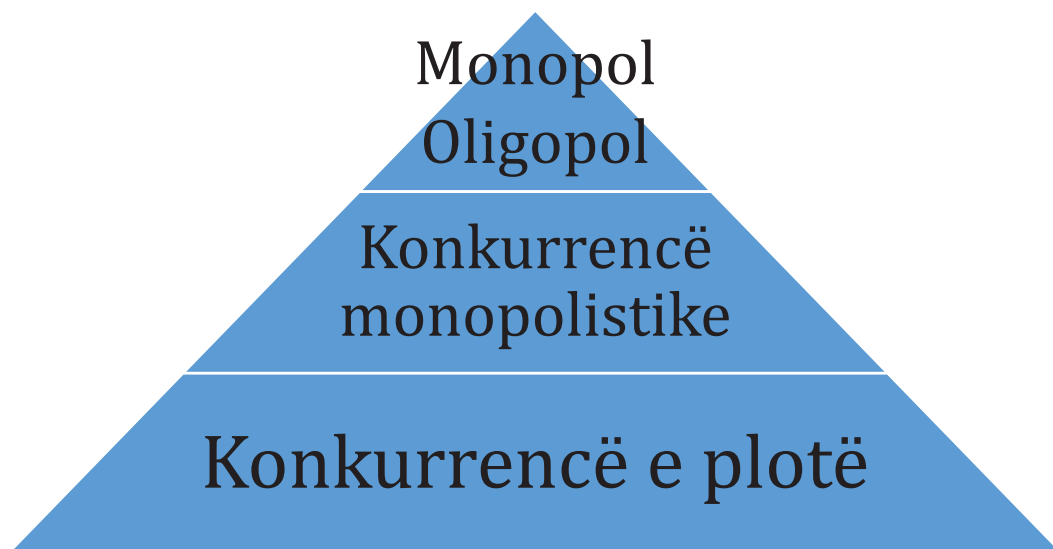 Monopol
Oligopol
Konkurrencë
monopolistike
Konkurrencë e plotë